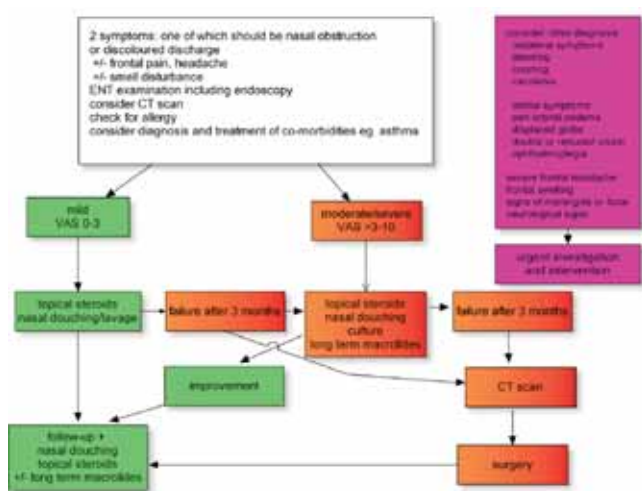 2 symptoms: one of which should be nasal obstruction
or discoloured discharge
+/- frontal pain, headache
+/- smell disturbance
ENT examination including endoscopy
consider CT scan
check for allergy
consider diagnosis and treatment of co-morbidities eg. asthma
consider other diagnosis
unilateral symptoms
bleeding
crusting
cacosmia
orbital symptoms
peri-orbital oedema
displaced globe
double or reduced vision
ophthalmoplegia
severe frontal headache
frontal swelling
signs of meningitis or focal
neurological signs
urgent investigation
and intervention
mild
VAS 0-3
moderate/severe
VAS >3-10
topical steroids
nasal douching/lavage
failure after 3 months
topical steroids
nasal douching
culture
long term macrolites
failure after 3 months
improvement
CT scan
follow-up +
nasal douching
topical steroids
+/- long term macrolides
surgery